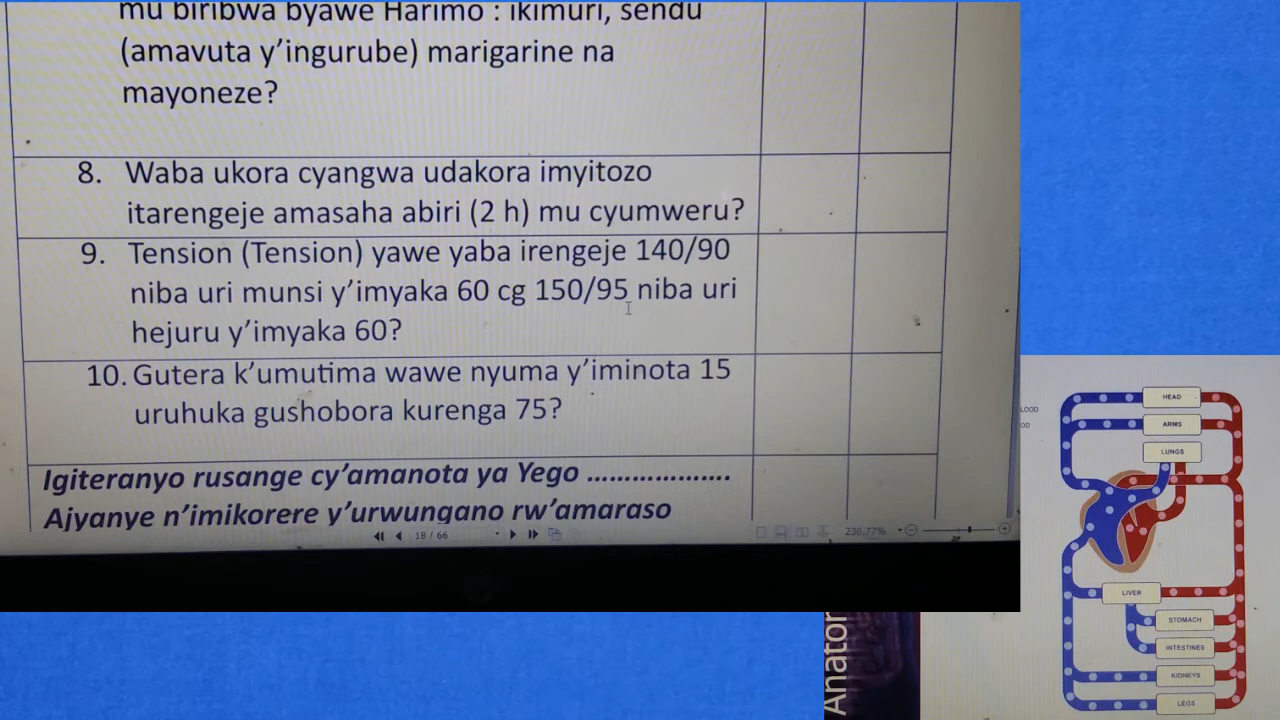 mu biribwa byawe Harimo : ikimuri, sendu
(amavuta y’ingurube) marigarine na
mayoneze?
8. Waba ukora cyangwa udakora imyitozo
itarengeje amasaha abiri (2 h) mu cyumweru?
9. Tension (Tension) yawe yaba irengeje 140/90
niba uri munsi y’imyaka 60 cg 150/95 niba uri
hejuru y’imyaka 60?
10. Gutera k’umutima wawe nyuma y’iminota 15
uruhuka gushobora kurenga 75?
Igiteranyo rusange cy’amanota ya Yego ...................
Ajyanye n’imikorere y’urwungano rw’amaraso
18 / 66
236,77%
LOOD
OD
HEAD
ARMS
LUNGS
LIVER
STOMACH
INTESTINES
KIDNEYS
LEGS
Anator